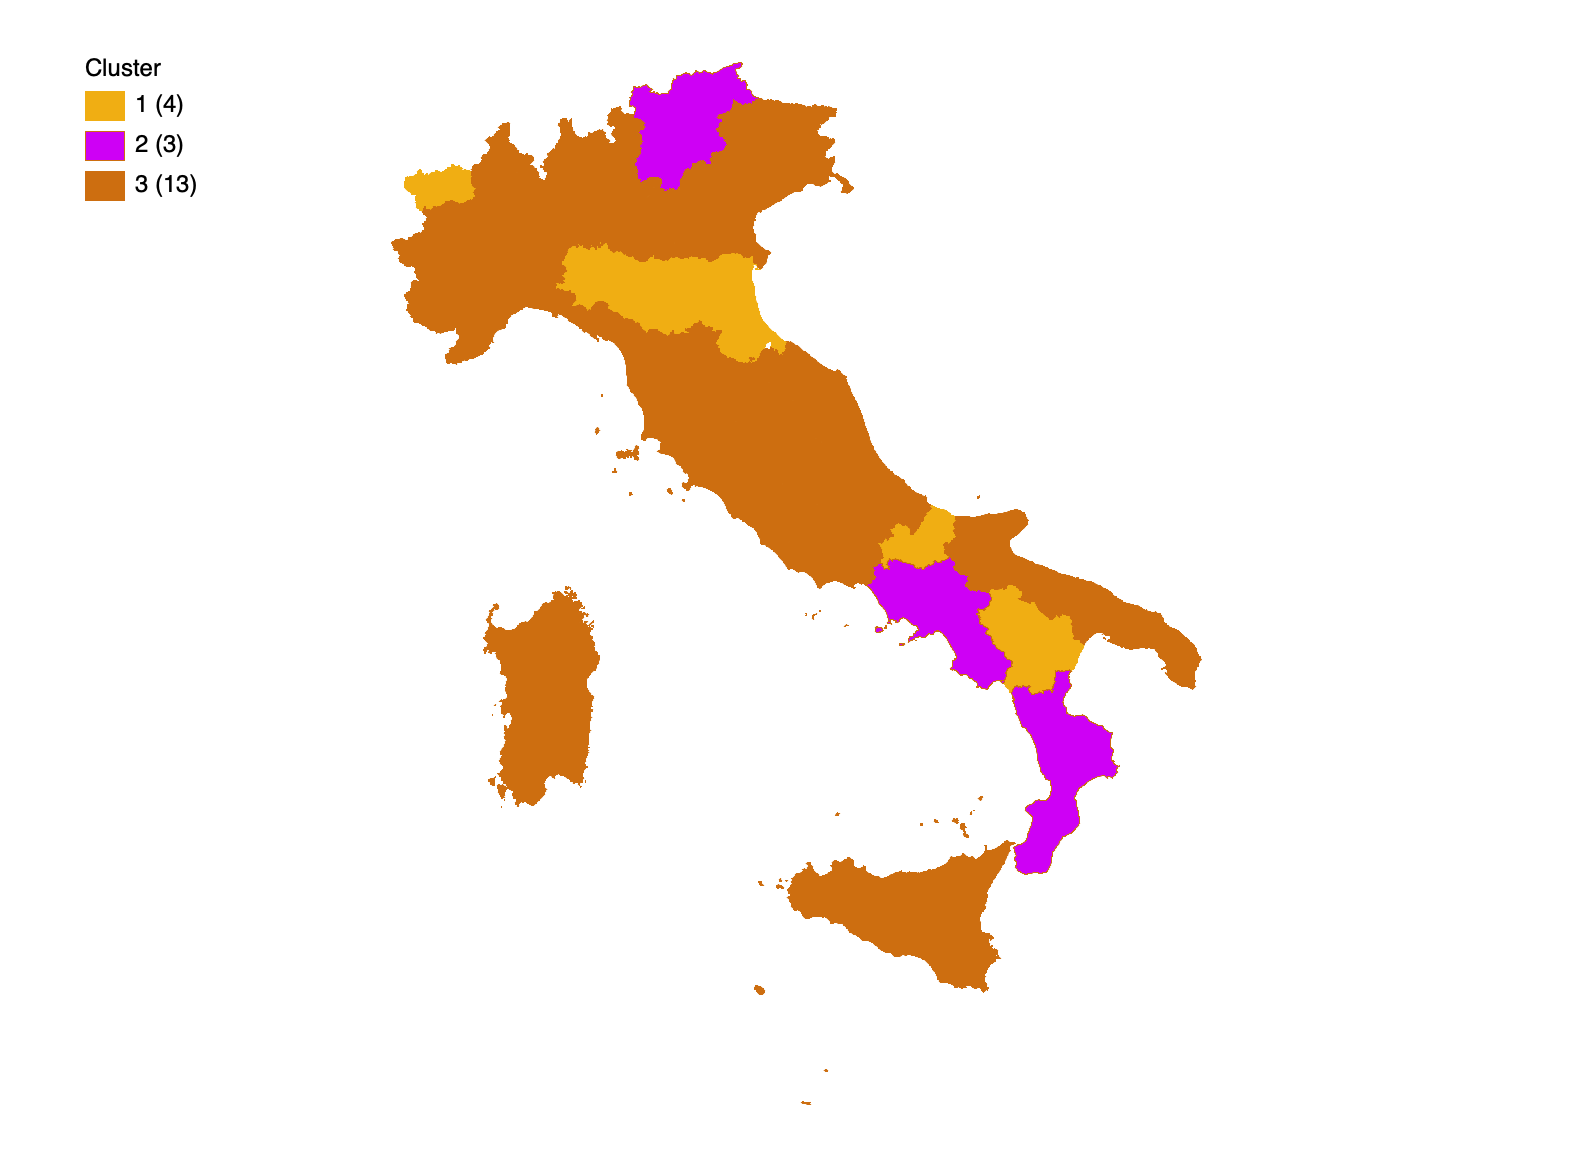 Cluster
1 (4)
2 (3)
3 (13)